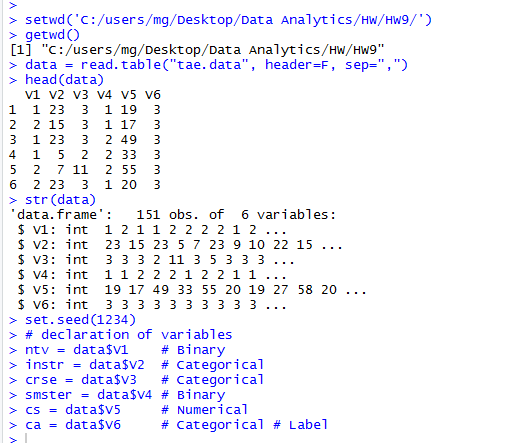 >
> setwd('C:/users/mg/Desktop/Data Analytics/HW/HW9/')
> getwd()
[1] "C:/users/mg/Desktop/Data Analytics/HW/HW9"
> data = read.table("tae.data", header=F, sep=",")
> head(data)
  V1 V2 V3 V4 V5 V6
1  1 23  3  1 19  3
2  2 15  3  1 17  3
3  1 23  3  2 49  3
4  1  5  2  2 33  3
5  2  7 11  2 55  3
6  2 23  3  1 20  3
> str(data)
'data.frame':   151 obs. of  6 variables:
 $ V1: int  1 2 1 1 2 2 2 2 1 2 ...
 $ V2: int  23 15 23 5 7 23 9 10 22 15 ...
 $ V3: int  3 3 3 2 11 3 5 3 3 3 ...
 $ V4: int  1 1 2 2 2 1 2 2 1 1 ...
 $ V5: int  19 17 49 33 55 20 19 27 58 20 ...
 $ V6: int  3 3 3 3 3 3 3 3 3 3 ...
> set.seed(1234)
> # declaration of variables
> ntv = data$V1    # Binary
> instr = data$V2  # Categorical
> crse = data$V3   # Categorical
> smster = data$V4 # Binary
> cs = data$V5     # Numerical
> ca = data$V6     # Categorical # Label
>